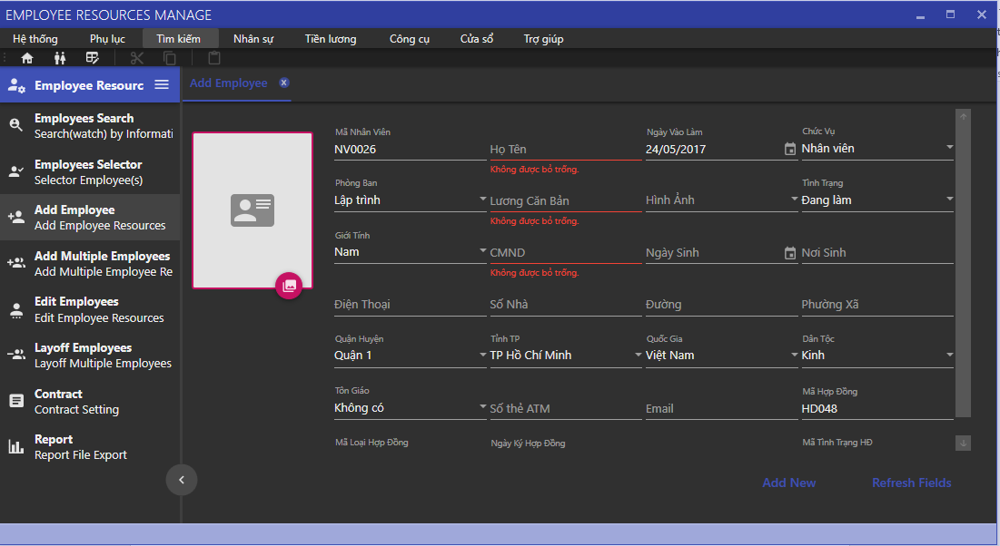 EMPLOYEE RESOURCES MANAGE
Hệ thống Phụ lục Tìm kiếm Nhân sự Tiền lương Công cụ Cửa sổ Trợ giúp
Employee Resourc
Add Employee
Employees Search
Search(watch) by Informati
Employees Selector
Selector Employee(s)
Add Employee
Add Employee Resources
Add Multiple Employees
Add Multiple Employee Re
Edit Employees
Edit Employee Resources
Layoff Employees
Layoff Multiple Employees
Contract
Contract Setting
Report
Report File Export
Mã Nhân Viên Ngày Vào Làm Chức Vụ
NV0026 Họ Tên 24/05/2017 Nhân viên
Không được bỏ trống.
Phòng Ban Tình Trạng
Lập trình Lương Căn Bản Hình Ảnh Đang làm
Không được bỏ trống.
Giới Tính
Nam CMND Ngày Sinh Nơi Sinh
Không được bỏ trống.
Điện Thoại Số Nhà Đường Phường Xã
Quận Huyện Tỉnh TP Quốc Gia Dân Tộc
Quận 1 TP Hồ Chí Minh Việt Nam Kinh
Tôn Giáo Mã Hợp Đồng
Không có Số thẻ ATM Email HD048
Mã Loại Hợp Đồng Ngày Ký Hợp Đồng Mã Tình Trạng HĐ
Add New Refresh Fields